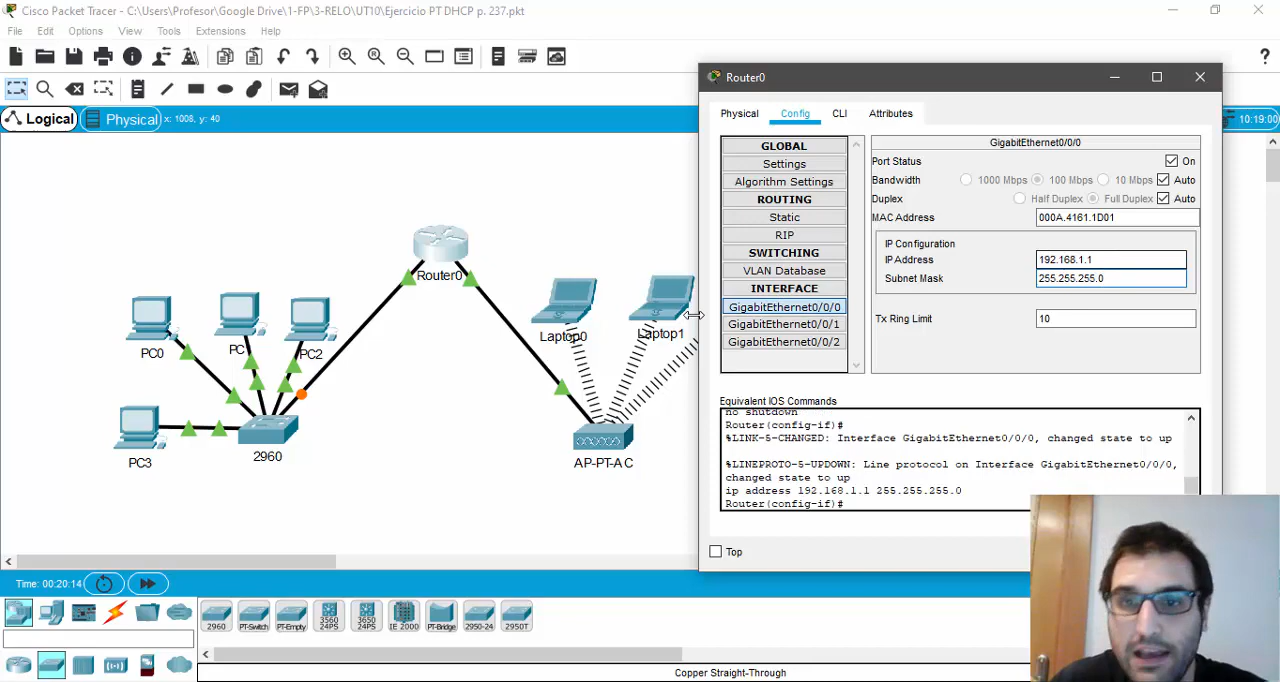 Cisco Packet Tracer - C:\Users\Profesor\Google Drive\1-FP\3-RELO\UT10\Ejercicio PT DHCP p. 237.pkt
File Edit Options View Tools Extensions Help
?
Logical Physical x: 1008, y: 40 10:19:00
Router0
Physical Config CLI Attributes
GLOBAL
Settings
Algorithm Settings
ROUTING
Static
RIP
SWITCHING
VLAN Database
INTERFACE
GigabitEthernet0/0/0
GigabitEthernet0/0/1
GigabitEthernet0/0/2
GigabitEthernet0/0/0
Port Status On
Bandwidth 1000 Mbps 100 Mbps 10 Mbps Auto
Duplex Half Duplex Full Duplex Auto
MAC Address 000A.4161.1D01
IP Configuration
IP Address 192.168.1.1
Subnet Mask 255.255.255.0
Tx Ring Limit 10
Equivalent IOS Commands
no shutdown
Router(config-if)#
%LINK-5-CHANGED: Interface GigabitEthernet0/0/0, changed state to up
%LINEPROTO-5-UPDOWN: Line protocol on Interface GigabitEthernet0/0/0,
changed state to up
ip address 192.168.1.1 255.255.255.0
Router(config-if)#
Top
Router0
PC0
PC
PC2
PC3
2960
Laptop0
Laptop1
AP-PT-AC
Time: 00:20:14
2960 PT-Switch PT-Empty 3560 24PS 3650 24PS IE 2000 PT-Bridge 2950-24 2950T
Copper Straight-Through